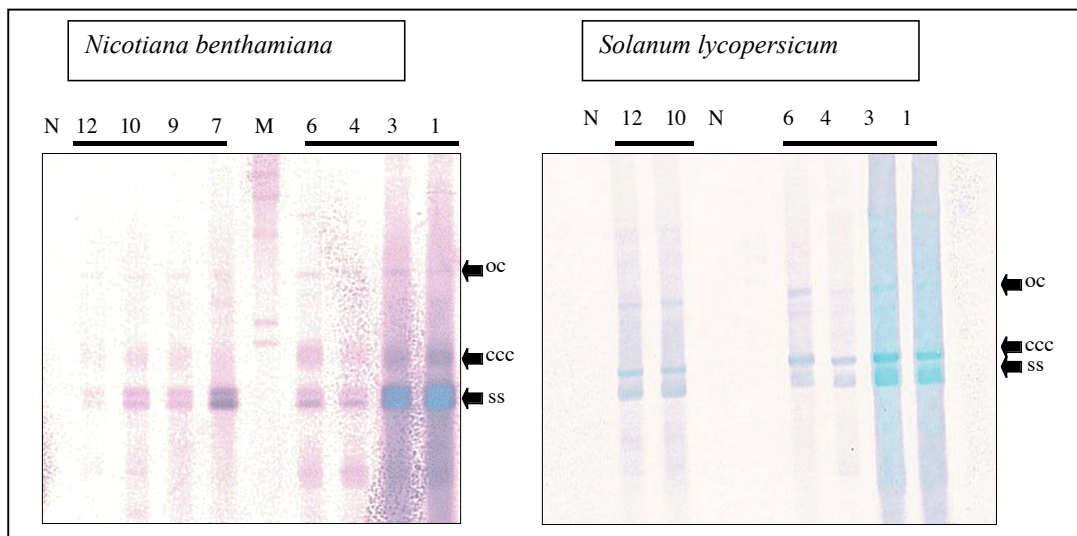 Nicotiana benthamiana
N 12 10 9 7 M 6 4 3 1
oc
ccc
ss
Solanum lycopersicum
N 12 10 N 6 4 3 1
oc
ccc
ss